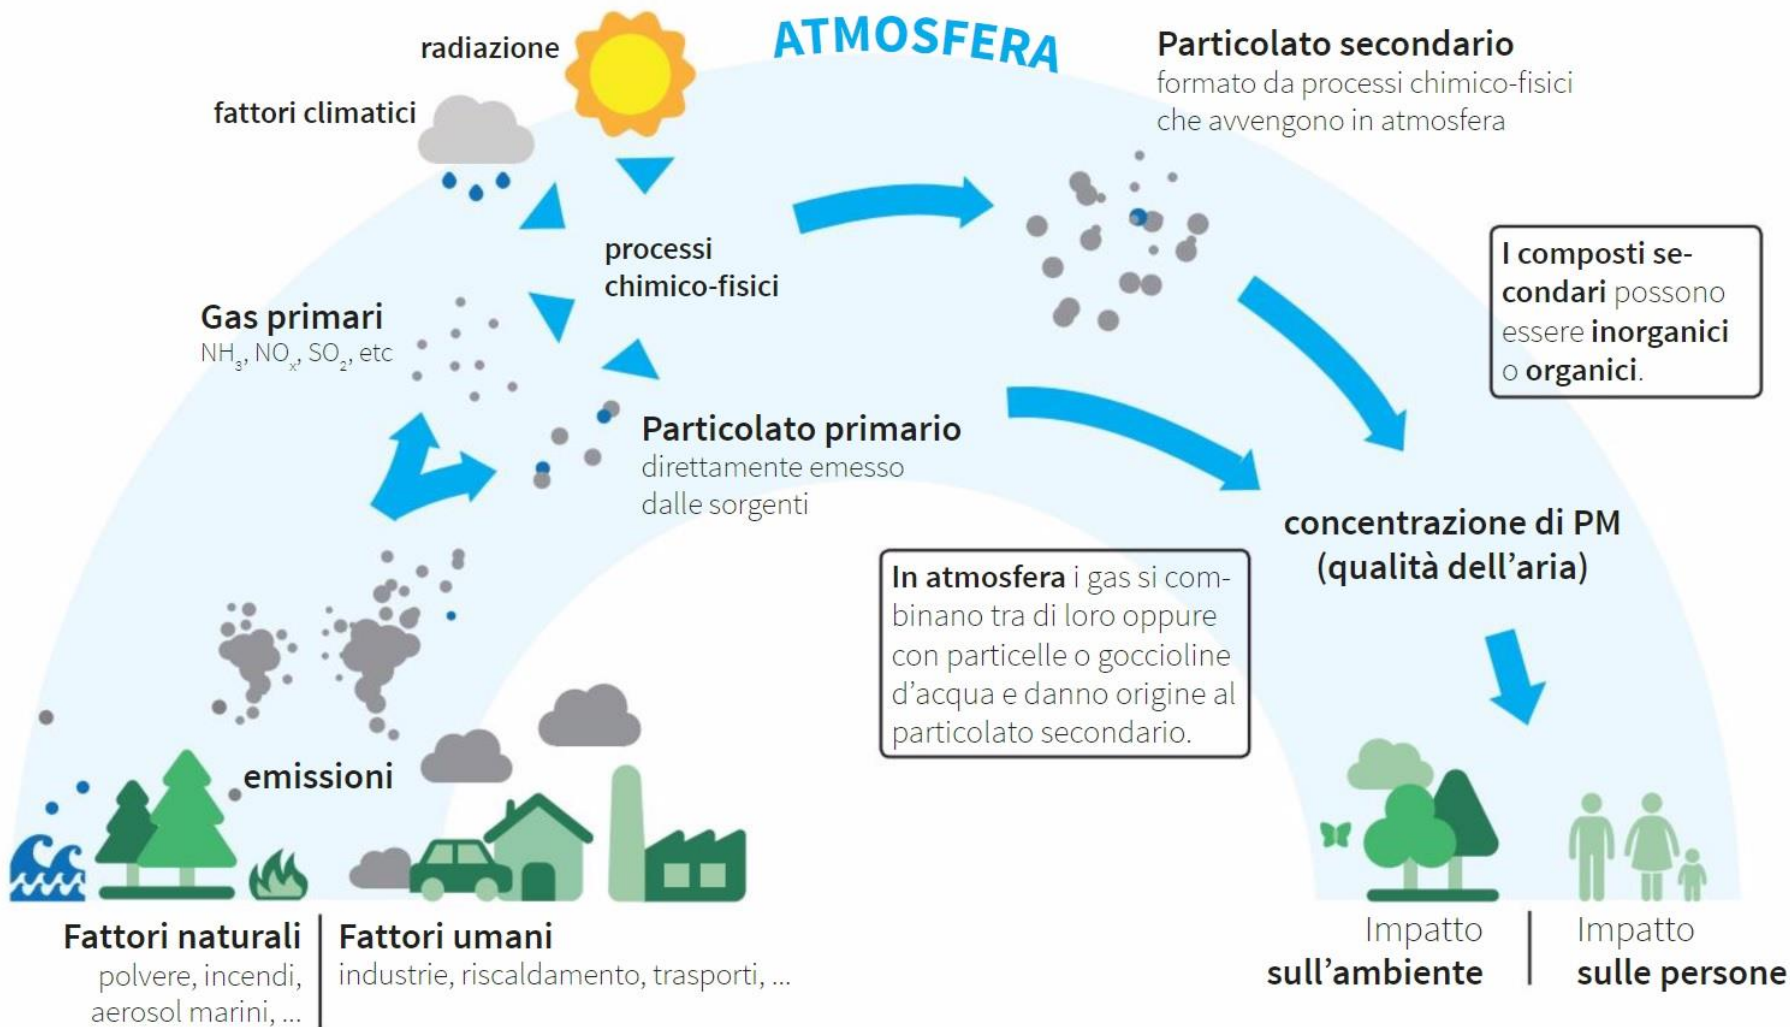 ATMOSFERA
radiazione
fattori climatici
Particolato secondario
formato da processi chimico-fisici
che avvengono in atmosfera
processi
chimico-fisici
Gas primari
NH₃, NOₓ, SO₂, etc
I composti se-
condari possono
essere inorganici
o organici.
Particolato primario
direttamente emesso
dalle sorgenti
concentrazione di PM
(qualità dell'aria)
In atmosfera i gas si com-
binano tra di loro oppure
con particelle o goccioline
d'acqua e danno origine al
particolato secondario.
emissioni
Fattori naturali
polvere, incendi,
aerosol marini, ...
Fattori umani
industrie, riscaldamento, trasporti, ...
Impatto
sull'ambiente
Impatto
sulle persone